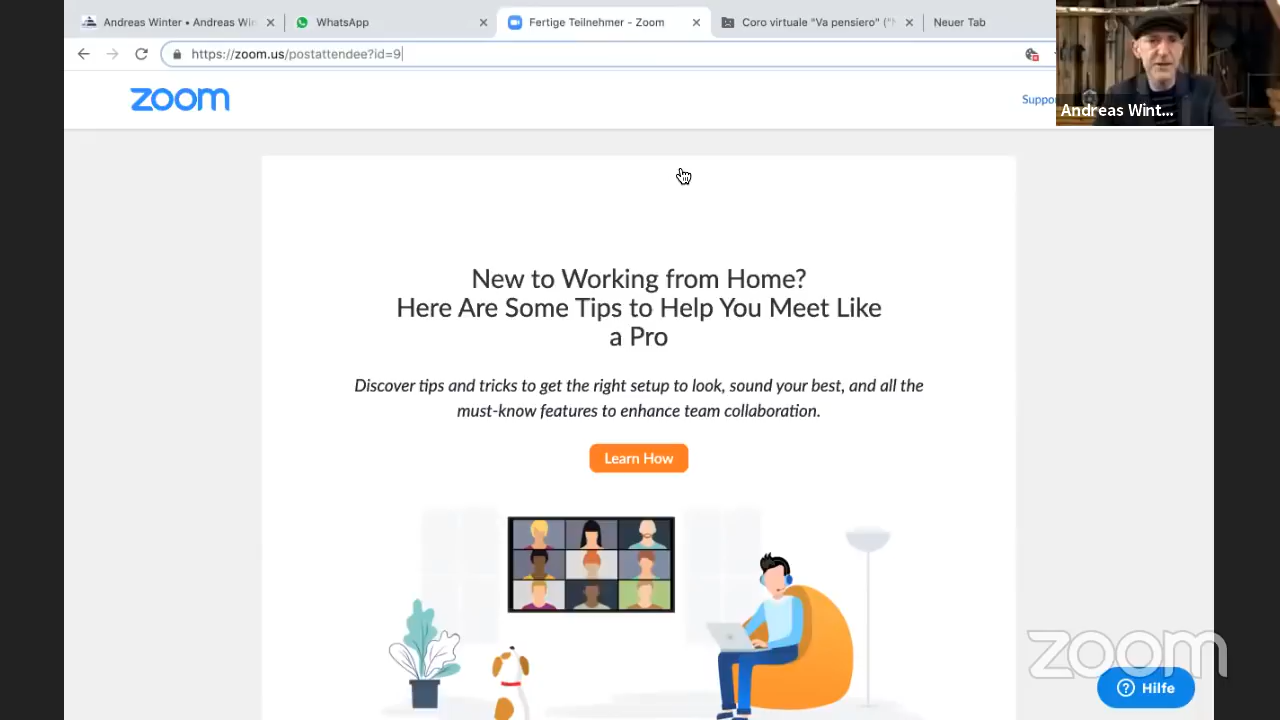 Andreas Winter • Andreas Win
WhatsApp
Fertige Teilnehmer - Zoom
Coro virtuale "Va pensiero" ("N
Neuer Tab
https://zoom.us/postattendee?id=9
zoom
Suppo
Andreas Wint...
New to Working from Home?
Here Are Some Tips to Help You Meet Like
a Pro
Discover tips and tricks to get the right setup to look, sound your best, and all the
must-know features to enhance team collaboration.
Learn How
zoom
Hilfe